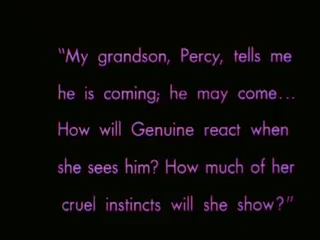 “My grandson, Percy, tells me
he is coming; he may come...
How will Genuine react when
she sees him? How much of her
cruel instincts will she show?”